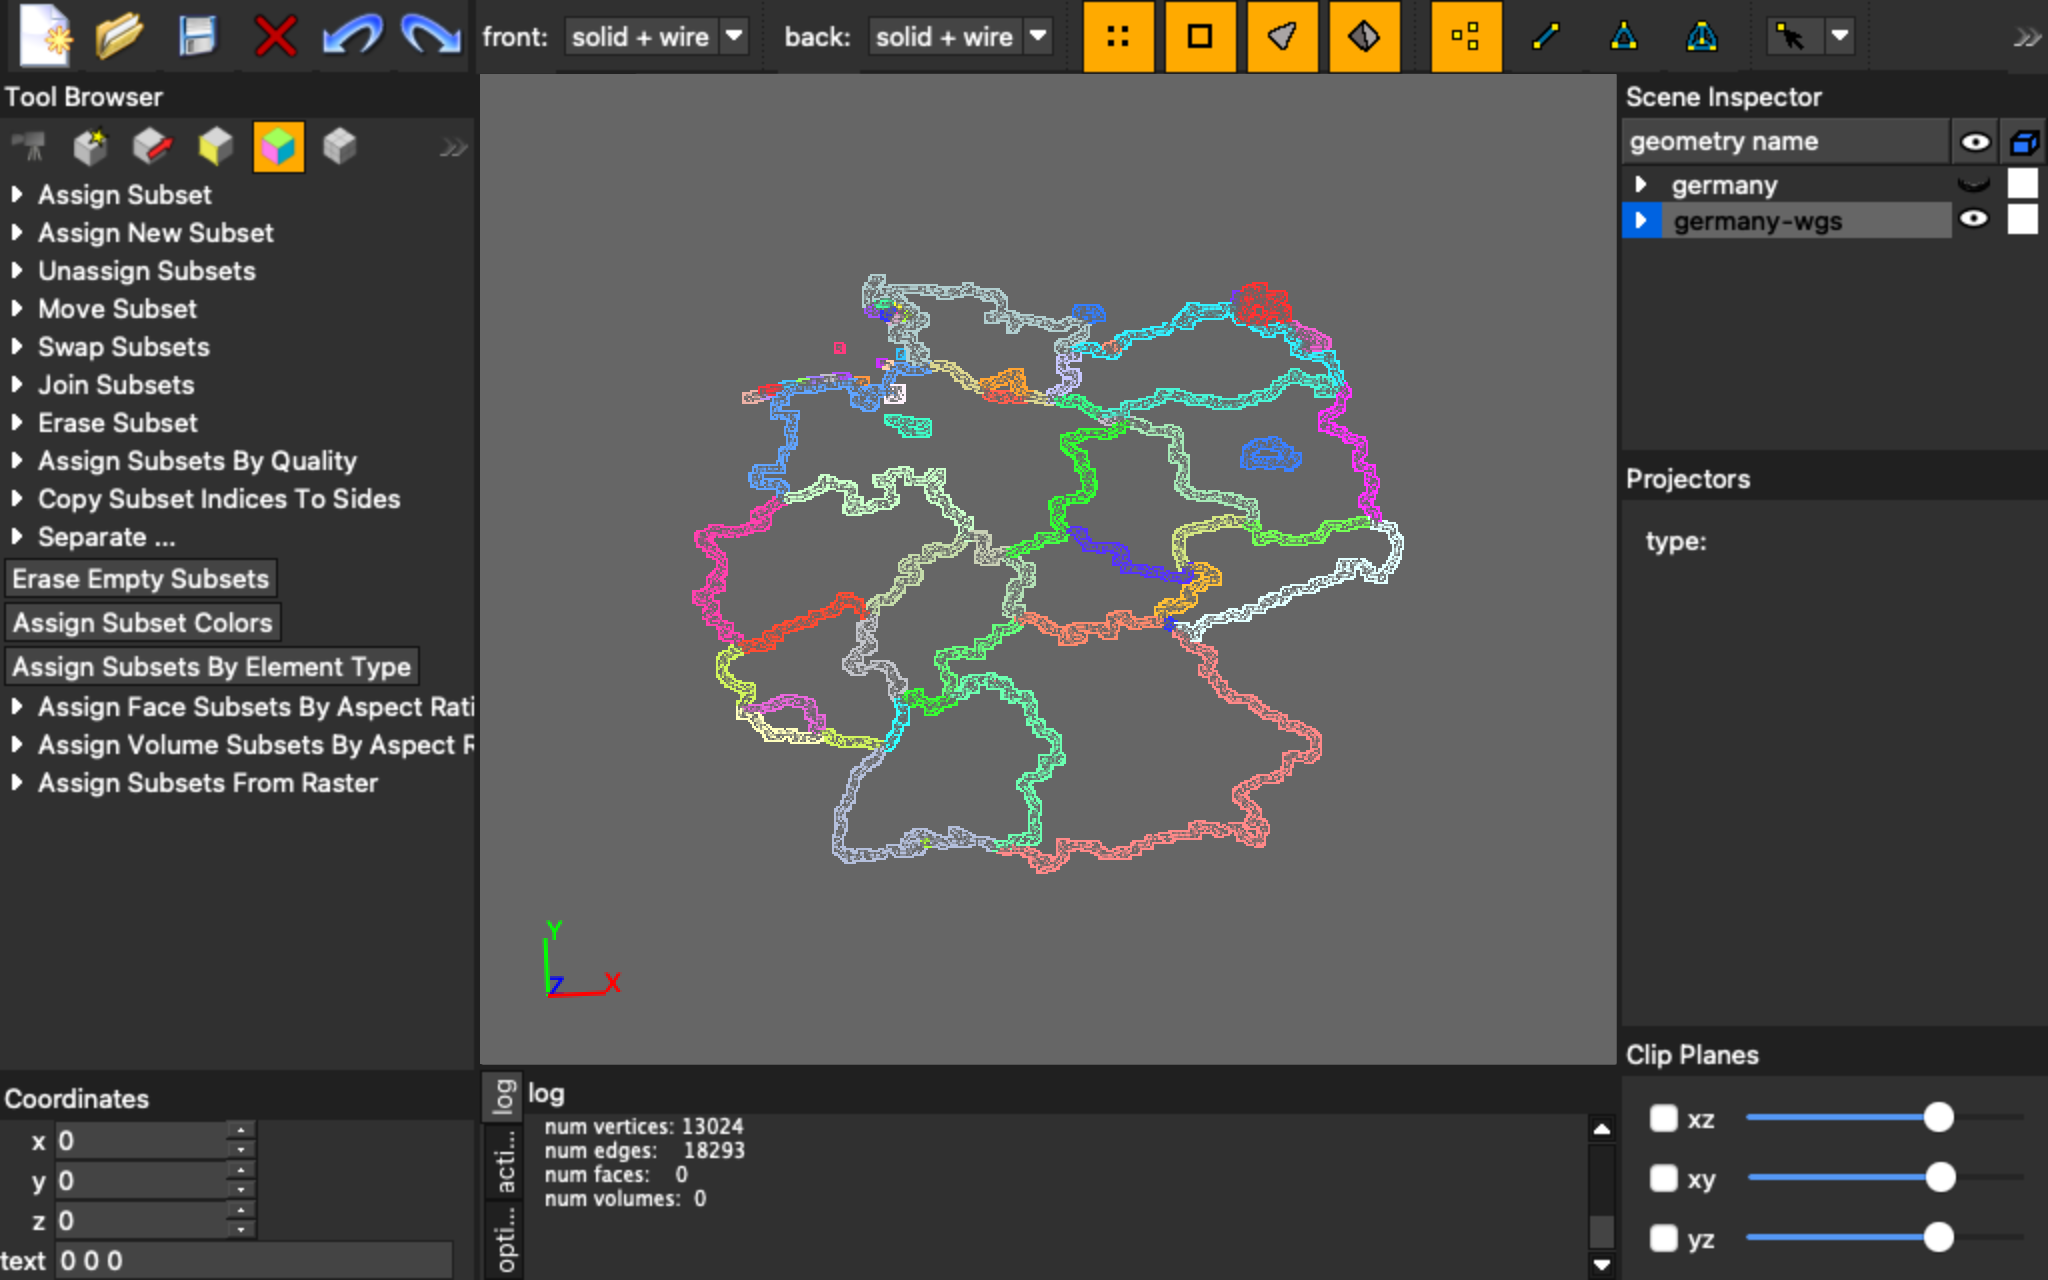 front: solid + wire back: solid + wire
Tool Browser
Assign Subset
Assign New Subset
Unassign Subsets
Move Subset
Swap Subsets
Join Subsets
Erase Subset
Assign Subsets By Quality
Copy Subset Indices To Sides
Separate ...
Erase Empty Subsets
Assign Subset Colors
Assign Subsets By Element Type
Assign Face Subsets By Aspect Rati
Assign Volume Subsets By Aspect R
Assign Subsets From Raster
Coordinates
x 0
y 0
z 0
text 0 0 0
Y
Z X
log
acti...
opti...
log
num vertices: 13024
num edges: 18293
num faces: 0
num volumes: 0
Scene Inspector
geometry name
germany
germany-wgs
Projectors
type:
Clip Planes
xz
xy
yz